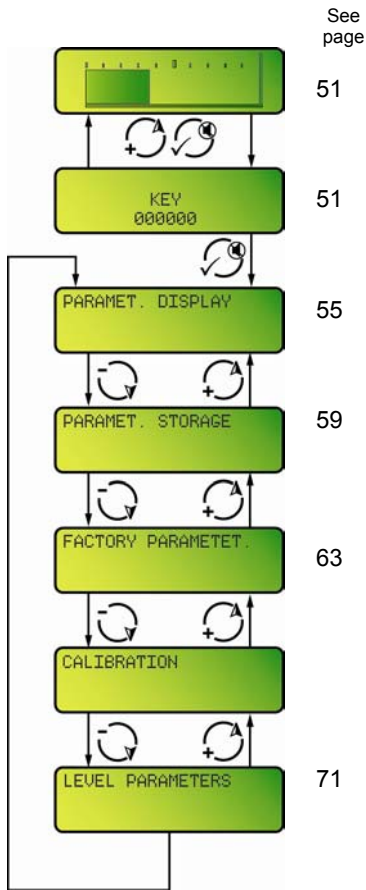 See
page
51
KEY
000000
51
PARAMET. DISPLAY
55
PARAMET. STORAGE
59
FACTORY PARAMETET.
63
CALIBRATION
LEVEL PARAMETERS
71